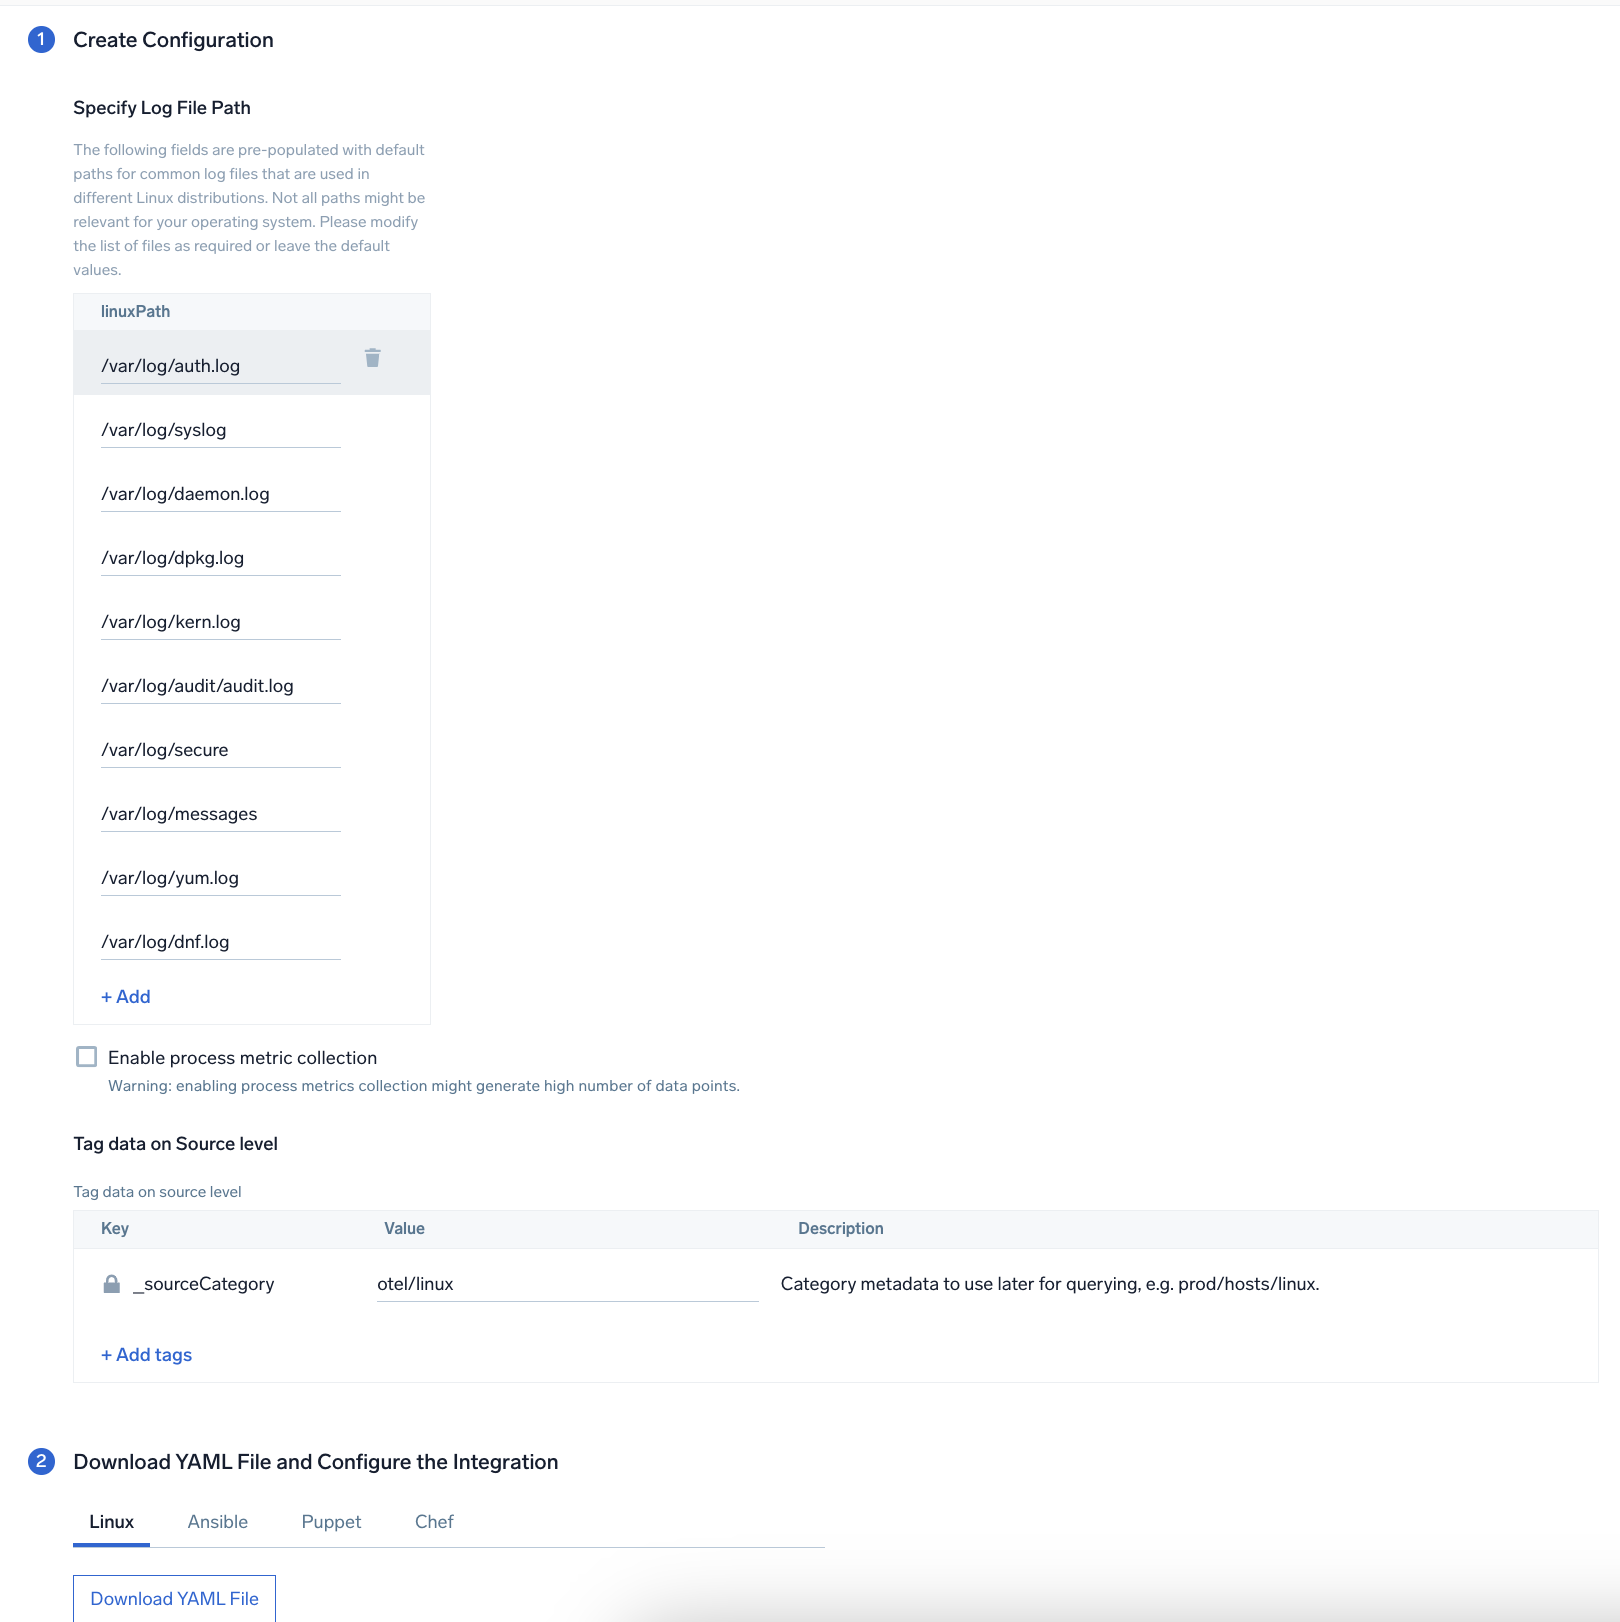 1 Create Configuration
Specify Log File Path
The following fields are pre-populated with default
paths for common log files that are used in
different Linux distributions. Not all paths might be
relevant for your operating system. Please modify
the list of files as required or leave the default
values.
linuxPath
/var/log/auth.log
/var/log/syslog
/var/log/daemon.log
/var/log/dpkg.log
/var/log/kern.log
/var/log/audit/audit.log
/var/log/secure
/var/log/messages
/var/log/yum.log
/var/log/dnf.log
+ Add
Enable process metric collection
Warning: enabling process metrics collection might generate high number of data points.
Tag data on Source level
Tag data on source level
Key Value Description
_sourceCategory otel/linux Category metadata to use later for querying, e.g. prod/hosts/linux.
+ Add tags
2 Download YAML File and Configure the Integration
Linux Ansible Puppet Chef
Download YAML File